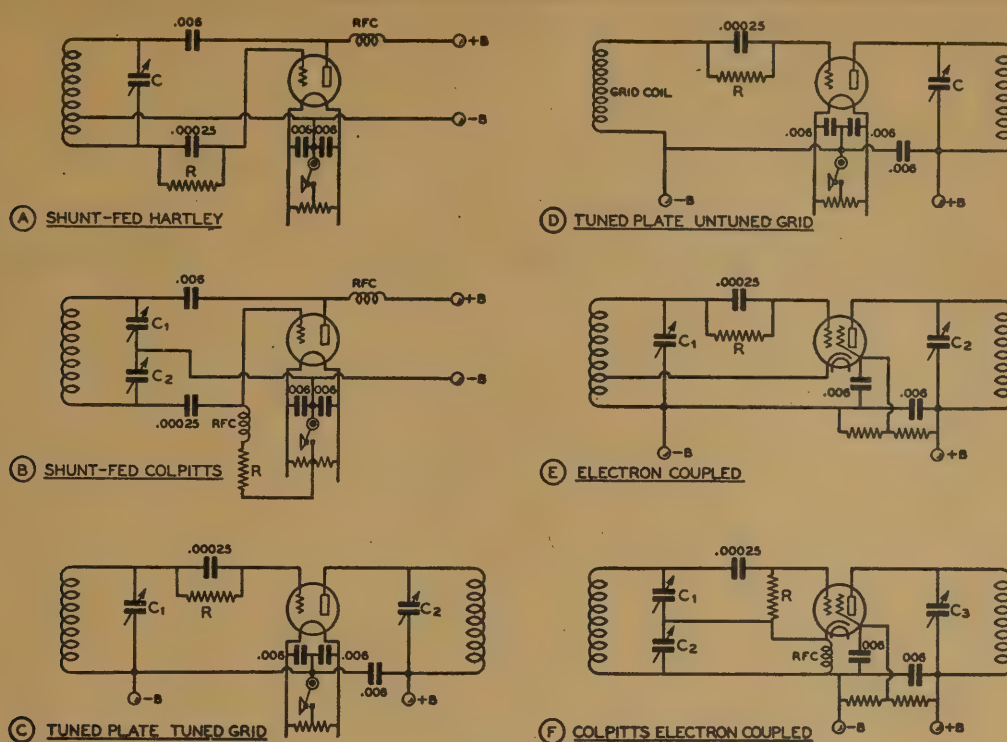 .006
RFC
+B
C
-B
.00025
R
.006 .006
A SHUNT-FED HARTLEY
.006
RFC
+B
C1
C2
-B
.00025
RFC
.006 .006
R
B SHUNT-FED COLPITTS
.00025
C1
R
C2
.006
.006
.006
-B
+B
C TUNED PLATE TUNED GRID
.00025
GRID COIL
R
C
.006
.006
.006
-B
+B
D TUNED PLATE UNTUNED GRID
.00025
C1
R
C2
.006
.006
-B
+B
E ELECTRON COUPLED
.00025
C1
R
C3
C2
RFC
.006
.006
-B
+B
F COLPITTS ELECTRON COUPLED